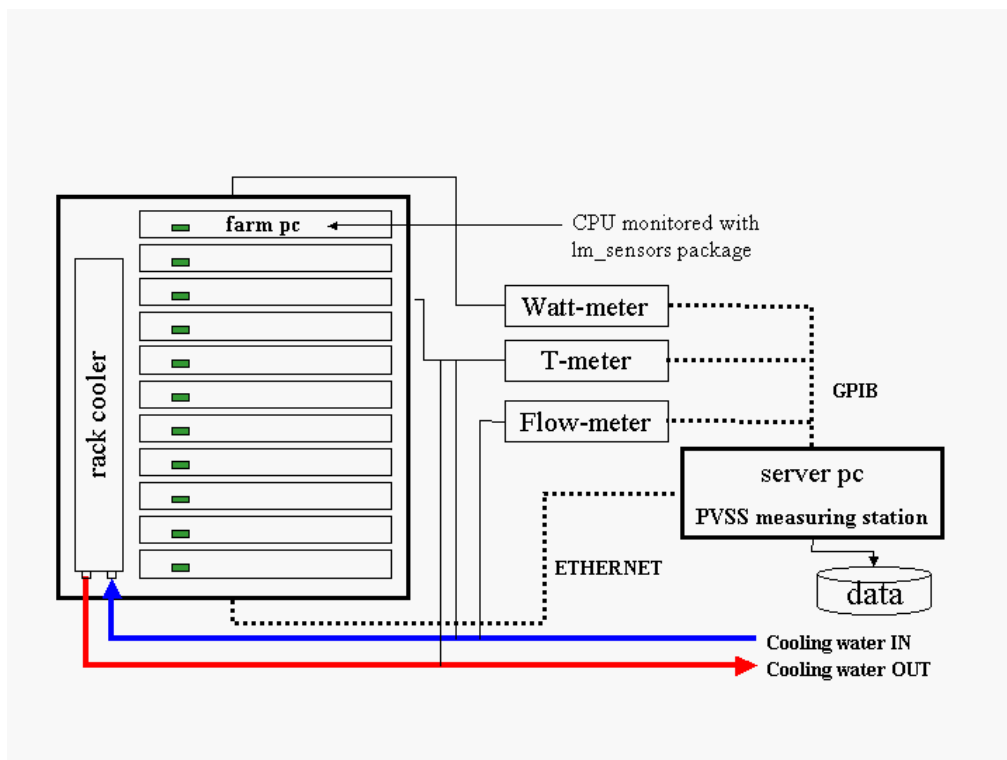 farm pc
CPU monitored with
lm_sensors package
Watt-meter
T-meter
GPIB
Flow-meter
rack cooler
server pc
PVSS measuring station
ETHERNET
data
Cooling water IN
Cooling water OUT